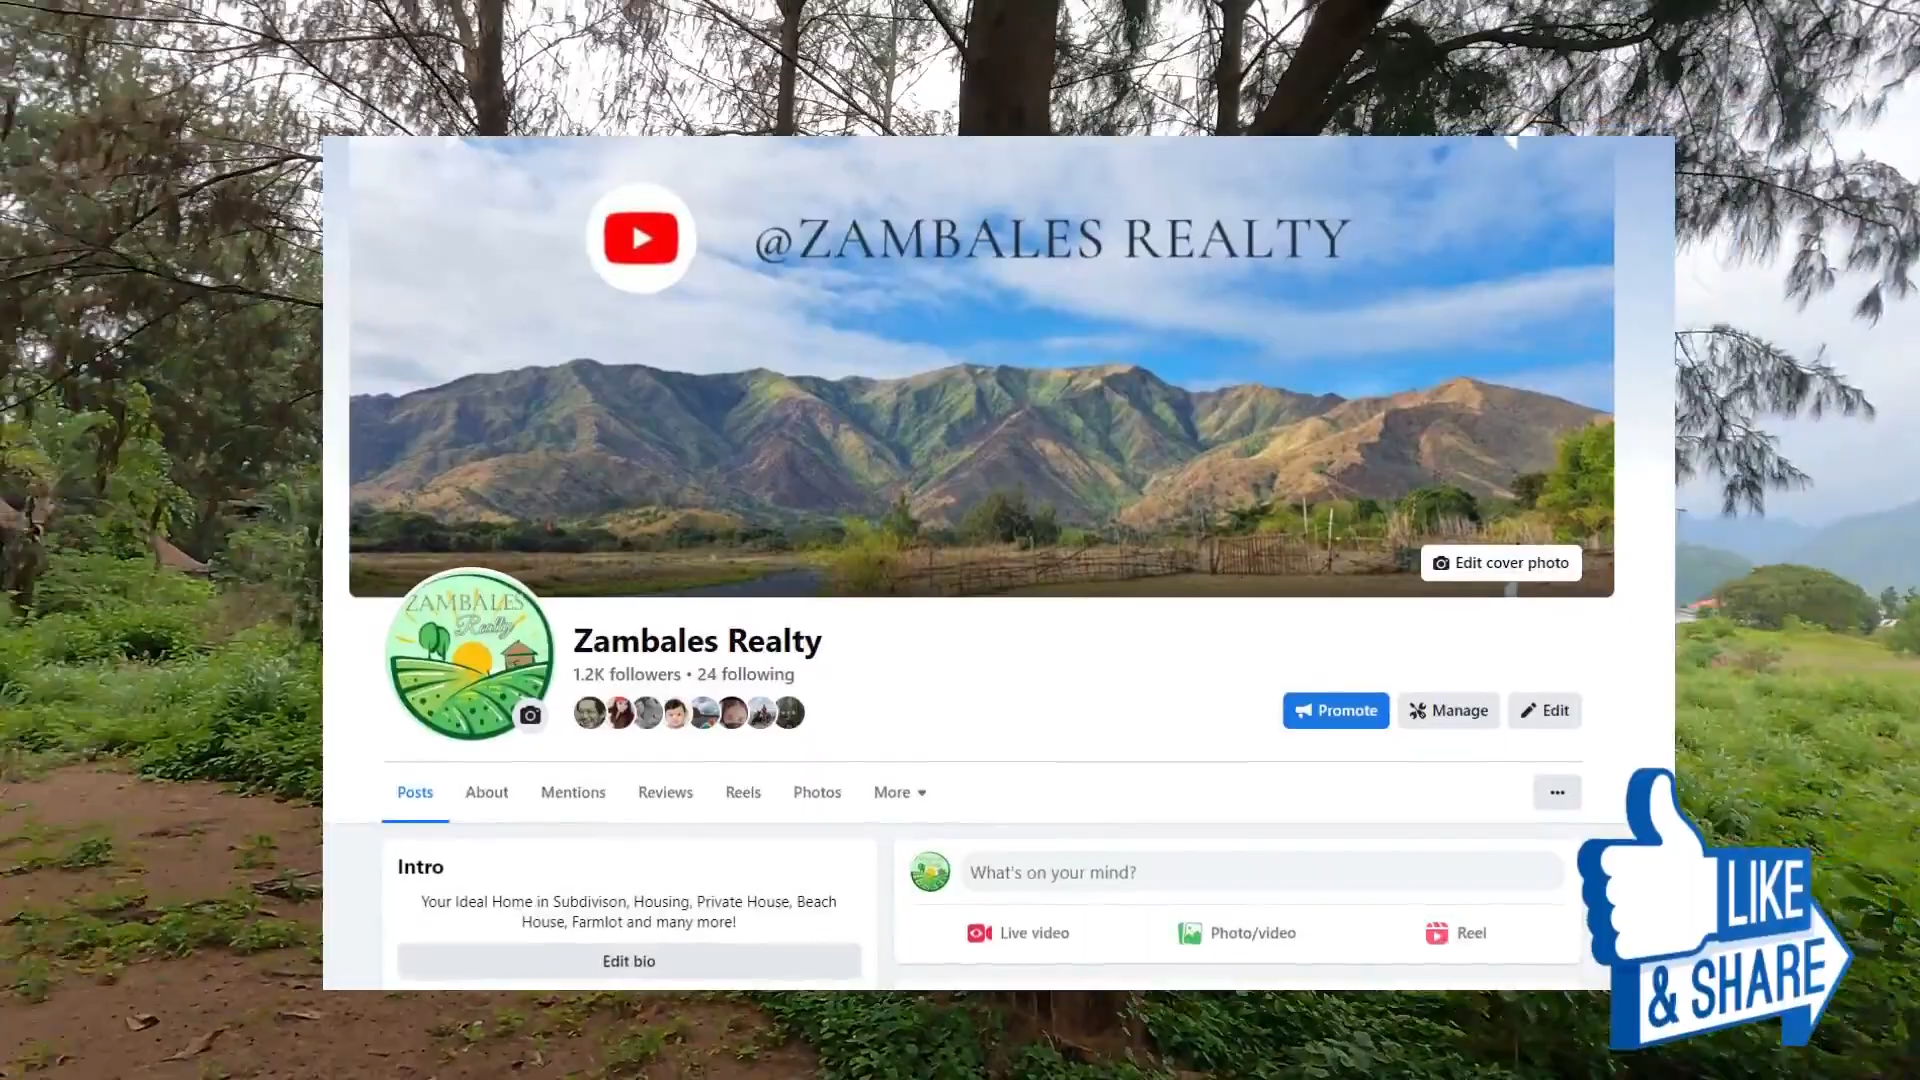 @ZAMBALES REALTY
Edit cover photo
ZAMBALES
Realty
Zambales Realty
1.2K followers • 24 following
Promote
Manage
Edit
Posts
About
Mentions
Reviews
Reels
Photos
More
Intro
Your Ideal Home in Subdivison, Housing, Private House, Beach
House, Farmlot and many more!
Edit bio
What's on your mind?
Live video
Photo/video
Reel
LIKE
& SHARE